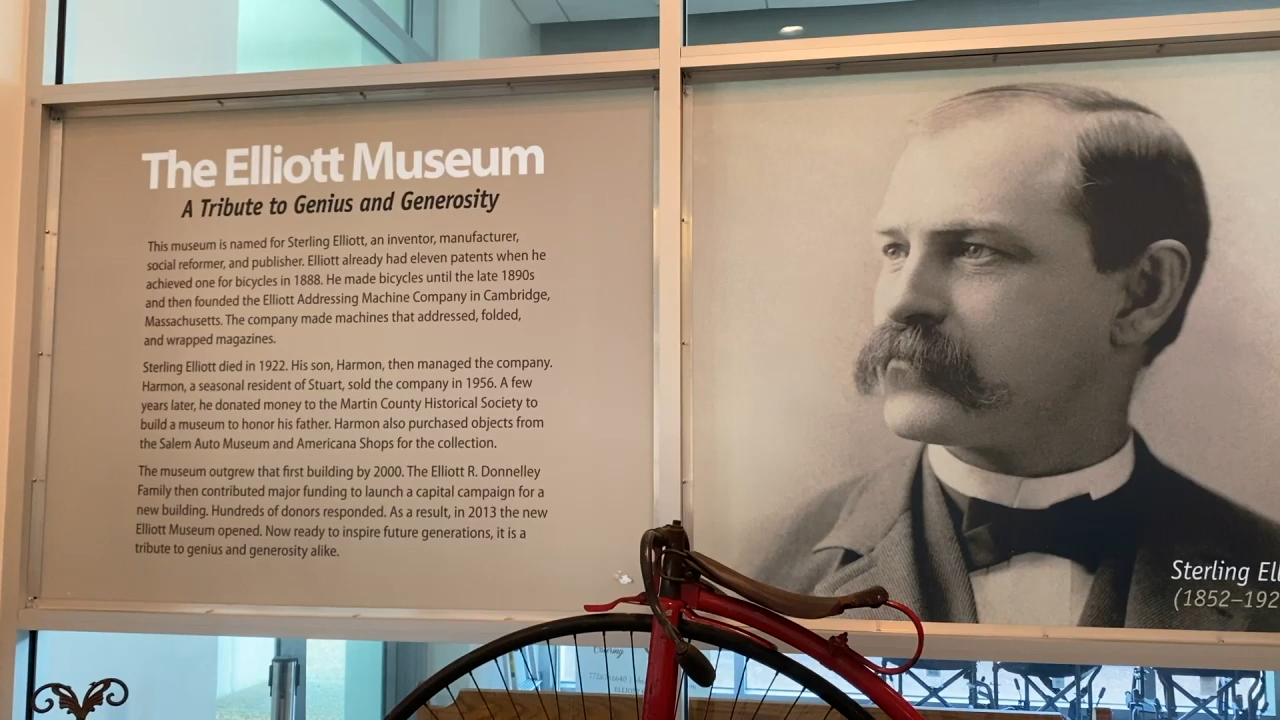 The Elliott Museum
A Tribute to Genius and Generosity
This museum is named for Sterling Elliott, an inventor, manufacturer,
social reformer, and publisher. Elliott already had eleven patents when he
achieved one for bicycles in 1888. He made bicycles until the late 1890s
and then founded the Elliott Addressing Machine Company in Cambridge,
Massachusetts. The company made machines that addressed, folded,
and wrapped magazines.
Sterling Elliott died in 1922. His son, Harmon, then managed the company.
Harmon, a seasonal resident of Stuart, sold the company in 1956. A few
years later, he donated money to the Martin County Historical Society to
build a museum to honor his father. Harmon also purchased objects from
the Salem Auto Museum and Americana Shops for the collection.
The museum outgrew that first building by 2000. The Elliott R. Donnelley
Family then contributed major funding to launch a capital campaign for a
new building. Hundreds of donors responded. As a result, in 2013 the new
Elliott Museum opened. Now ready to inspire future generations, it is a
tribute to genius and generosity alike.
Sterling Ell
(1852–192